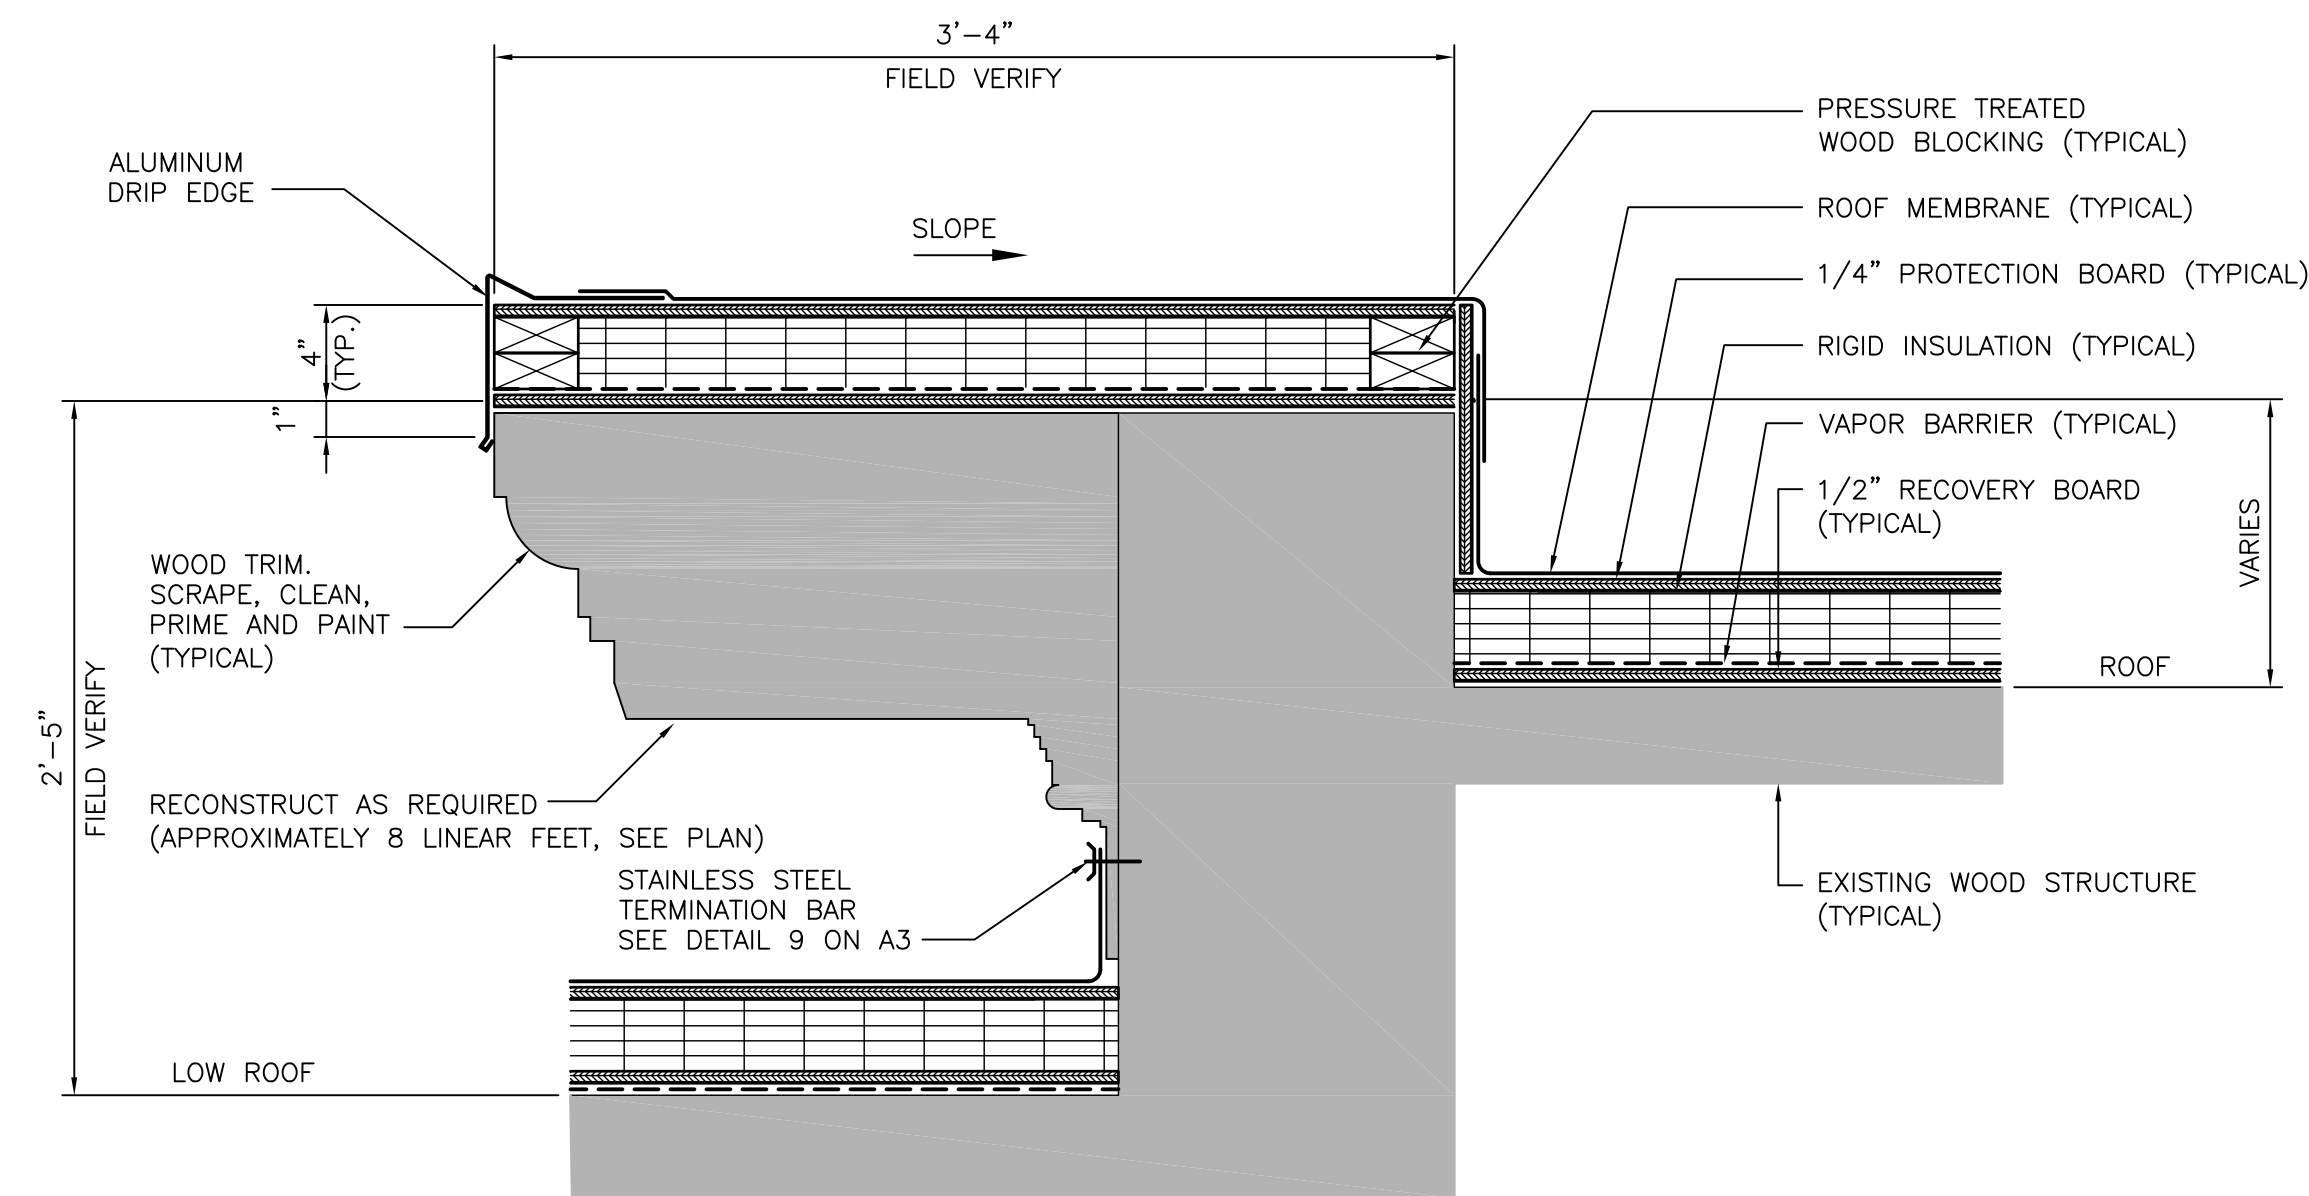 3'-4"
FIELD VERIFY
ALUMINUM
DRIP EDGE
SLOPE
PRESSURE TREATED
WOOD BLOCKING (TYPICAL)
ROOF MEMBRANE (TYPICAL)
1/4" PROTECTION BOARD (TYPICAL)
RIGID INSULATION (TYPICAL)
VAPOR BARRIER (TYPICAL)
1/2" RECOVERY BOARD
(TYPICAL)
4"
(TYP.)
1"
VARIES
WOOD TRIM.
SCRAPE, CLEAN,
PRIME AND PAINT
(TYPICAL)
ROOF
2'-5"
FIELD VERIFY
RECONSTRUCT AS REQUIRED
(APPROXIMATELY 8 LINEAR FEET, SEE PLAN)
STAINLESS STEEL
TERMINATION BAR
SEE DETAIL 9 ON A3
EXISTING WOOD STRUCTURE
(TYPICAL)
LOW ROOF